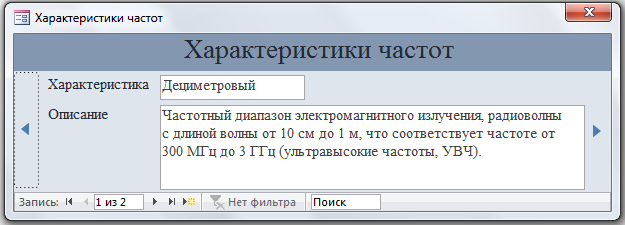 Характеристики частот
Характеристики частот
Характеристика Дециметровый
Описание
Частотный диапазон электромагнитного излучения, радиоволны
с длиной волны от 10 см до 1 м, что соответствует частоте от
300 МГц до 3 ГГц (ультравысокие частоты, УВЧ).
Запись: 1 из 2 Нет фильтра Поиск